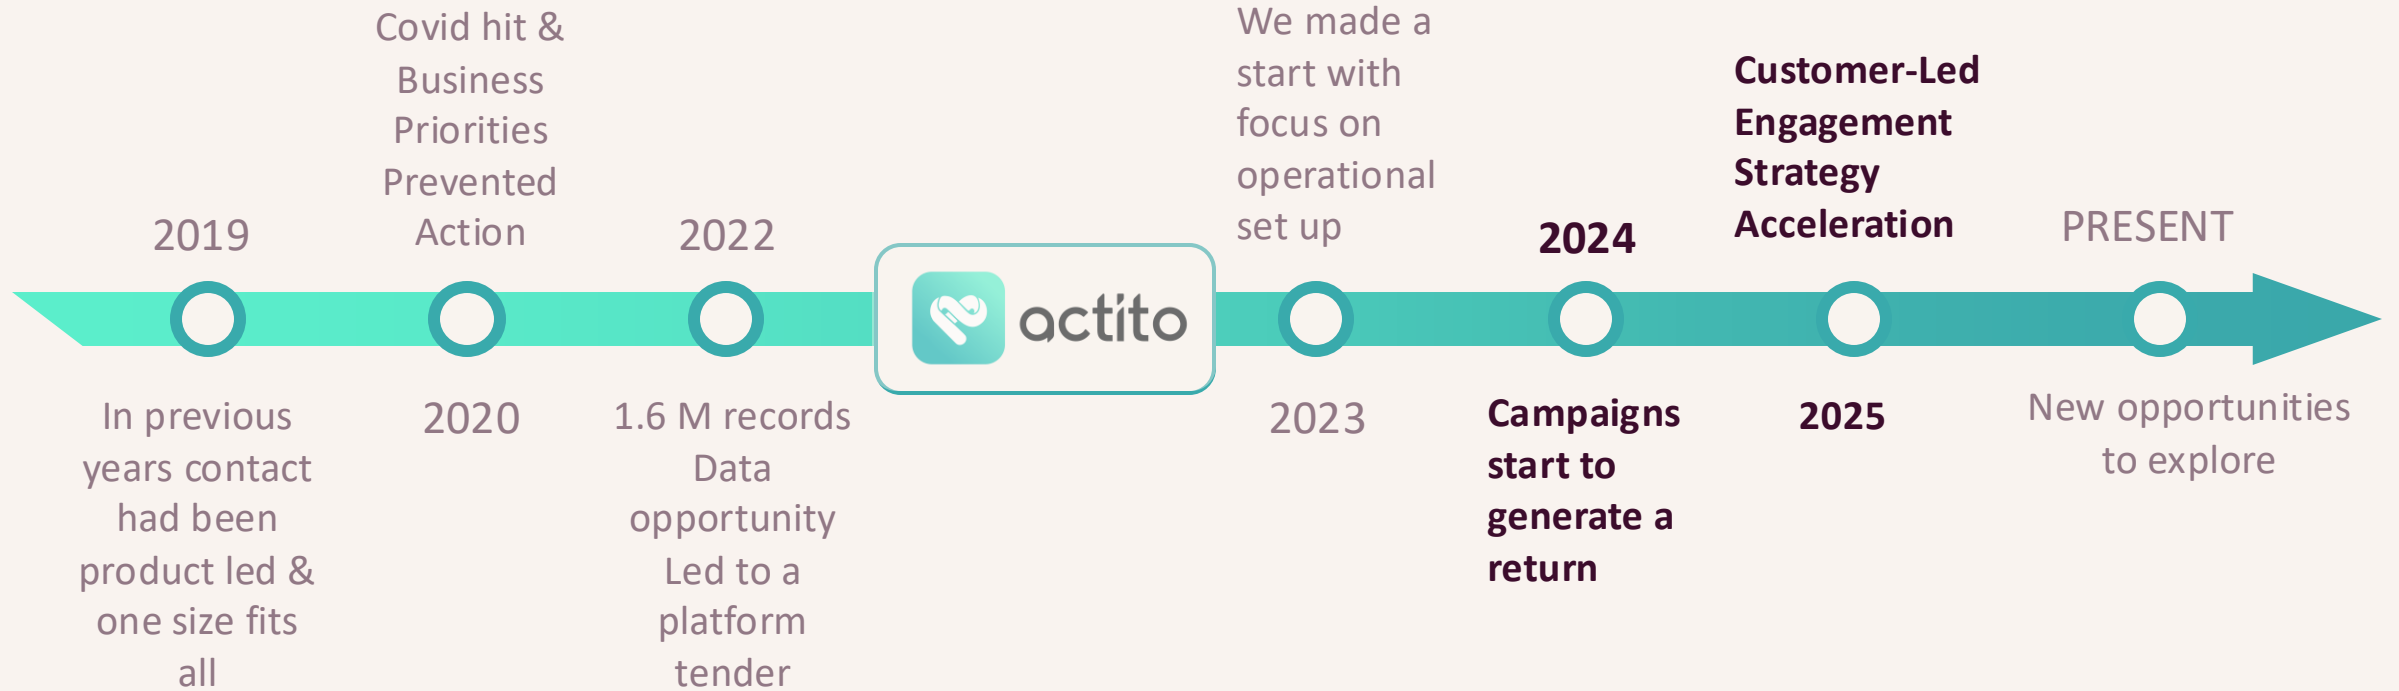 2019
In previous
years contact
had been
product led &
one size fits
all
Covid hit &
Business
Priorities
Prevented
Action
2020
2022
1.6 M records
Data
opportunity
Led to a
platform
tender
actito
We made a
start with
focus on
operational
set up
2023
2024
Campaigns
start to
generate a
return
Customer-Led
Engagement
Strategy
Acceleration
2025
PRESENT
New opportunities
to explore